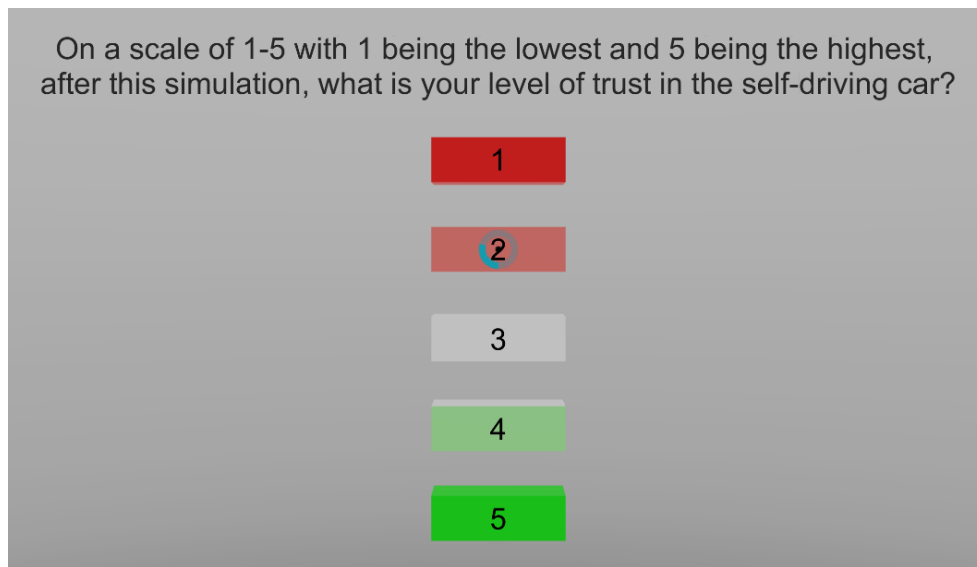 On a scale of 1-5 with 1 being the lowest and 5 being the highest,
after this simulation, what is your level of trust in the self-driving car?
1
2
3
4
5